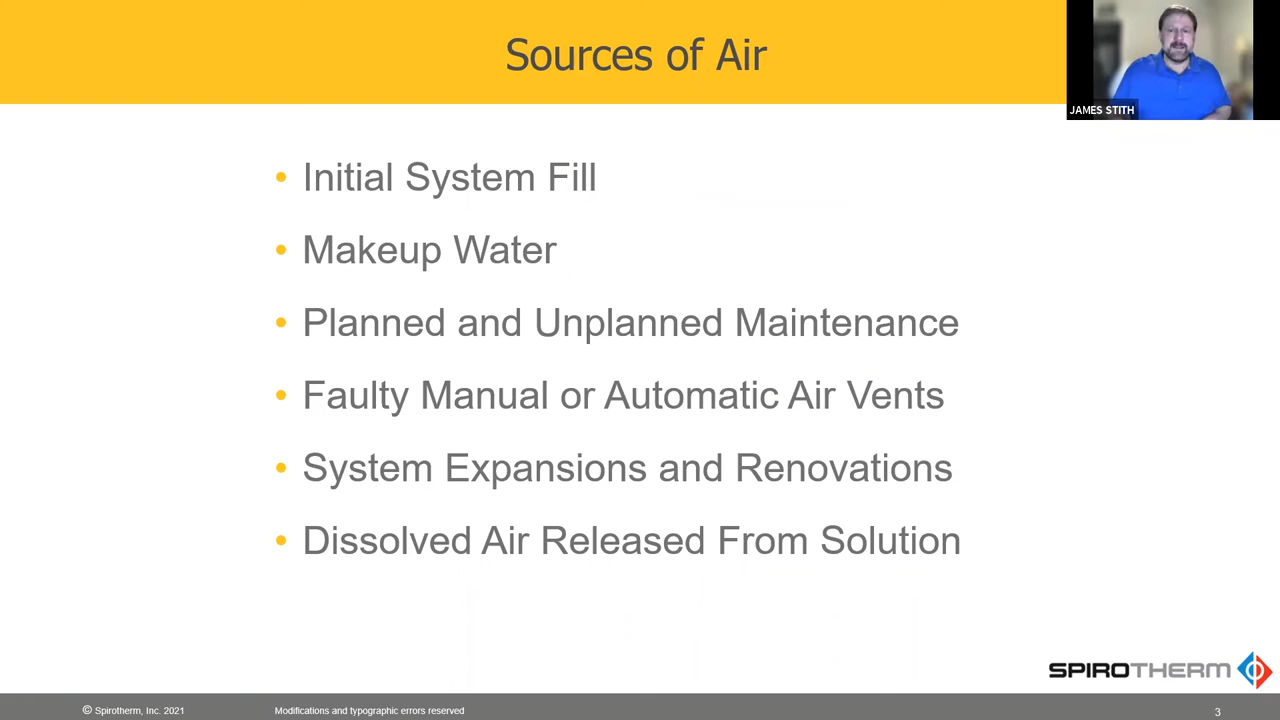 Sources of Air
JAMES STITH
• Initial System Fill
• Makeup Water
• Planned and Unplanned Maintenance
• Faulty Manual or Automatic Air Vents
• System Expansions and Renovations
• Dissolved Air Released From Solution
SPIROTHERM
© Spirotherm, Inc. 2021
Modifications and typographic errors reserved
3